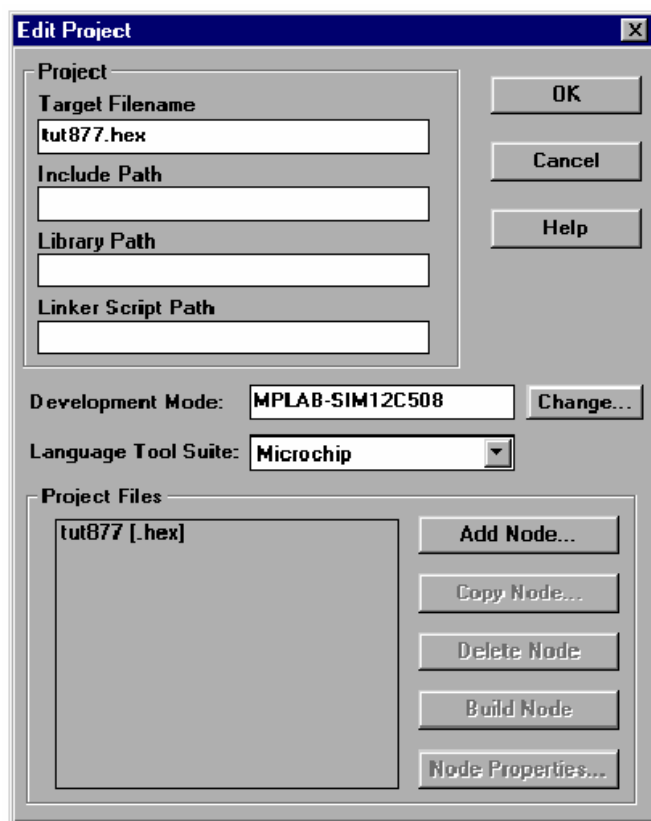 Edit Project
Project
Target Filename
tut877.hex
Include Path
Library Path
Linker Script Path
OK
Cancel
Help
Development Mode: MPLAB-SIM12C508 Change...
Language Tool Suite: Microchip
Project Files
tut877 [.hex]
Add Node...
Copy Node...
Delete Node
Build Node
Node Properties...